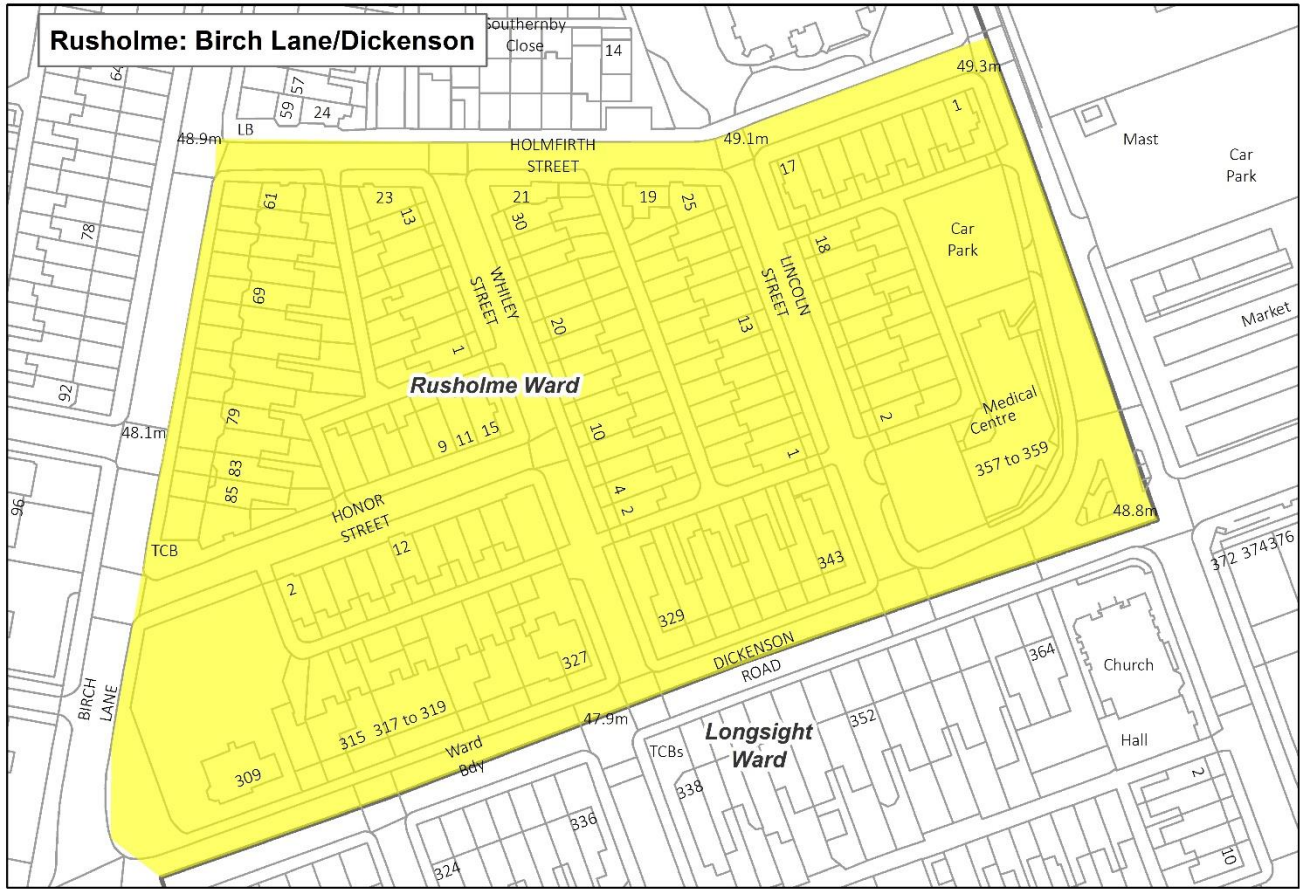 Rusholme: Birch Lane/Dickenson
Southernby
Close
14
64
57
59
24
LB
48.9m
49.3m
49.1m
HOLMFIRTH
STREET
1
Mast
Car
Park
17
61
23
13
21
30
19
25
78
18
Car
Park
WHILEY
STREET
LINCOLN
STREET
69
20
13
1
Market
Rusholme Ward
92
79
2
Medical
Centre
48.1m
9 11 15
10
1
357 to 359
83
85
4
2
96
HONOR
STREET
48.8m
TCB
12
2
343
372 374 376
329
DICKENSON
ROAD
327
364
Church
BIRCH
LANE
315 317 to 319
47.9m
352
Longsight
Ward
Ward
Bdy
TCBs
Hall
309
338
2
336
324
10